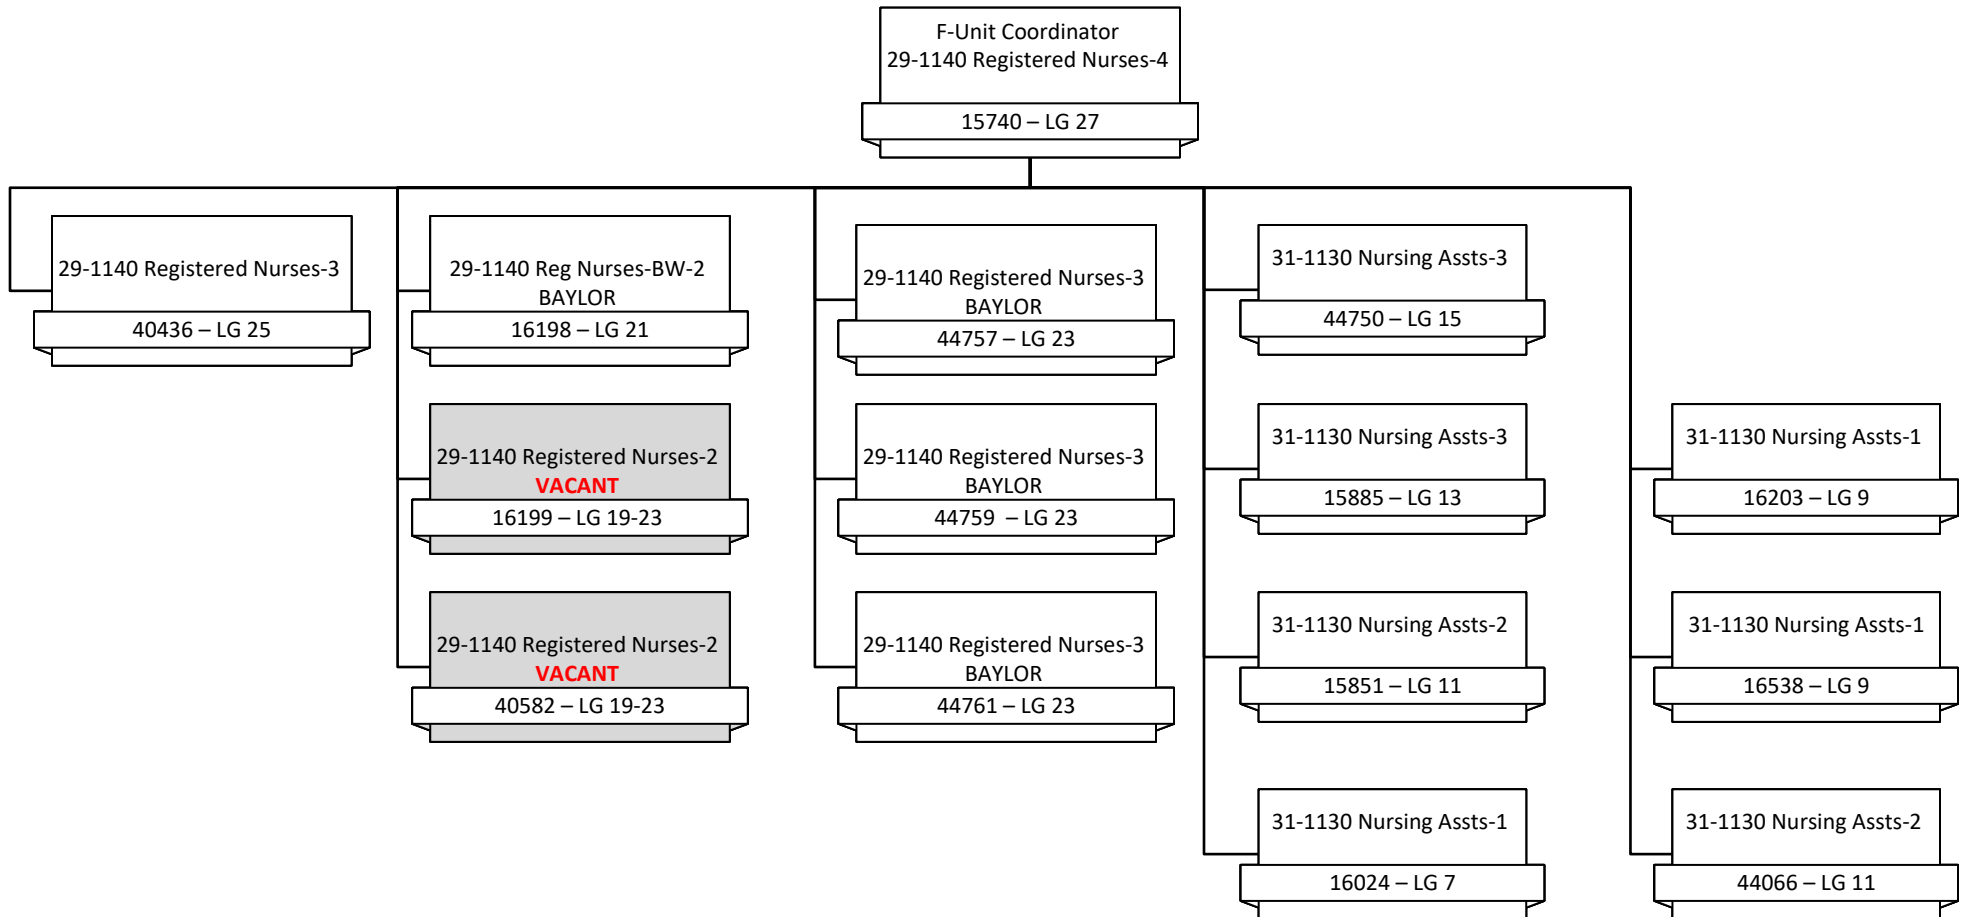 F-Unit Coordinator
29-1140 Registered Nurses-4
15740 – LG 27
29-1140 Registered Nurses-3
40436 – LG 25
29-1140 Reg Nurses-BW-2
BAYLOR
16198 – LG 21
29-1140 Registered Nurses-3
BAYLOR
44757 – LG 23
31-1130 Nursing Assts-3
44750 – LG 15
29-1140 Registered Nurses-2
VACANT
16199 – LG 19-23
29-1140 Registered Nurses-3
BAYLOR
44759 – LG 23
31-1130 Nursing Assts-3
15885 – LG 13
31-1130 Nursing Assts-1
16203 – LG 9
29-1140 Registered Nurses-2
VACANT
40582 – LG 19-23
29-1140 Registered Nurses-3
BAYLOR
44761 – LG 23
31-1130 Nursing Assts-2
15851 – LG 11
31-1130 Nursing Assts-1
16538 – LG 9
31-1130 Nursing Assts-1
16024 – LG 7
31-1130 Nursing Assts-2
44066 – LG 11